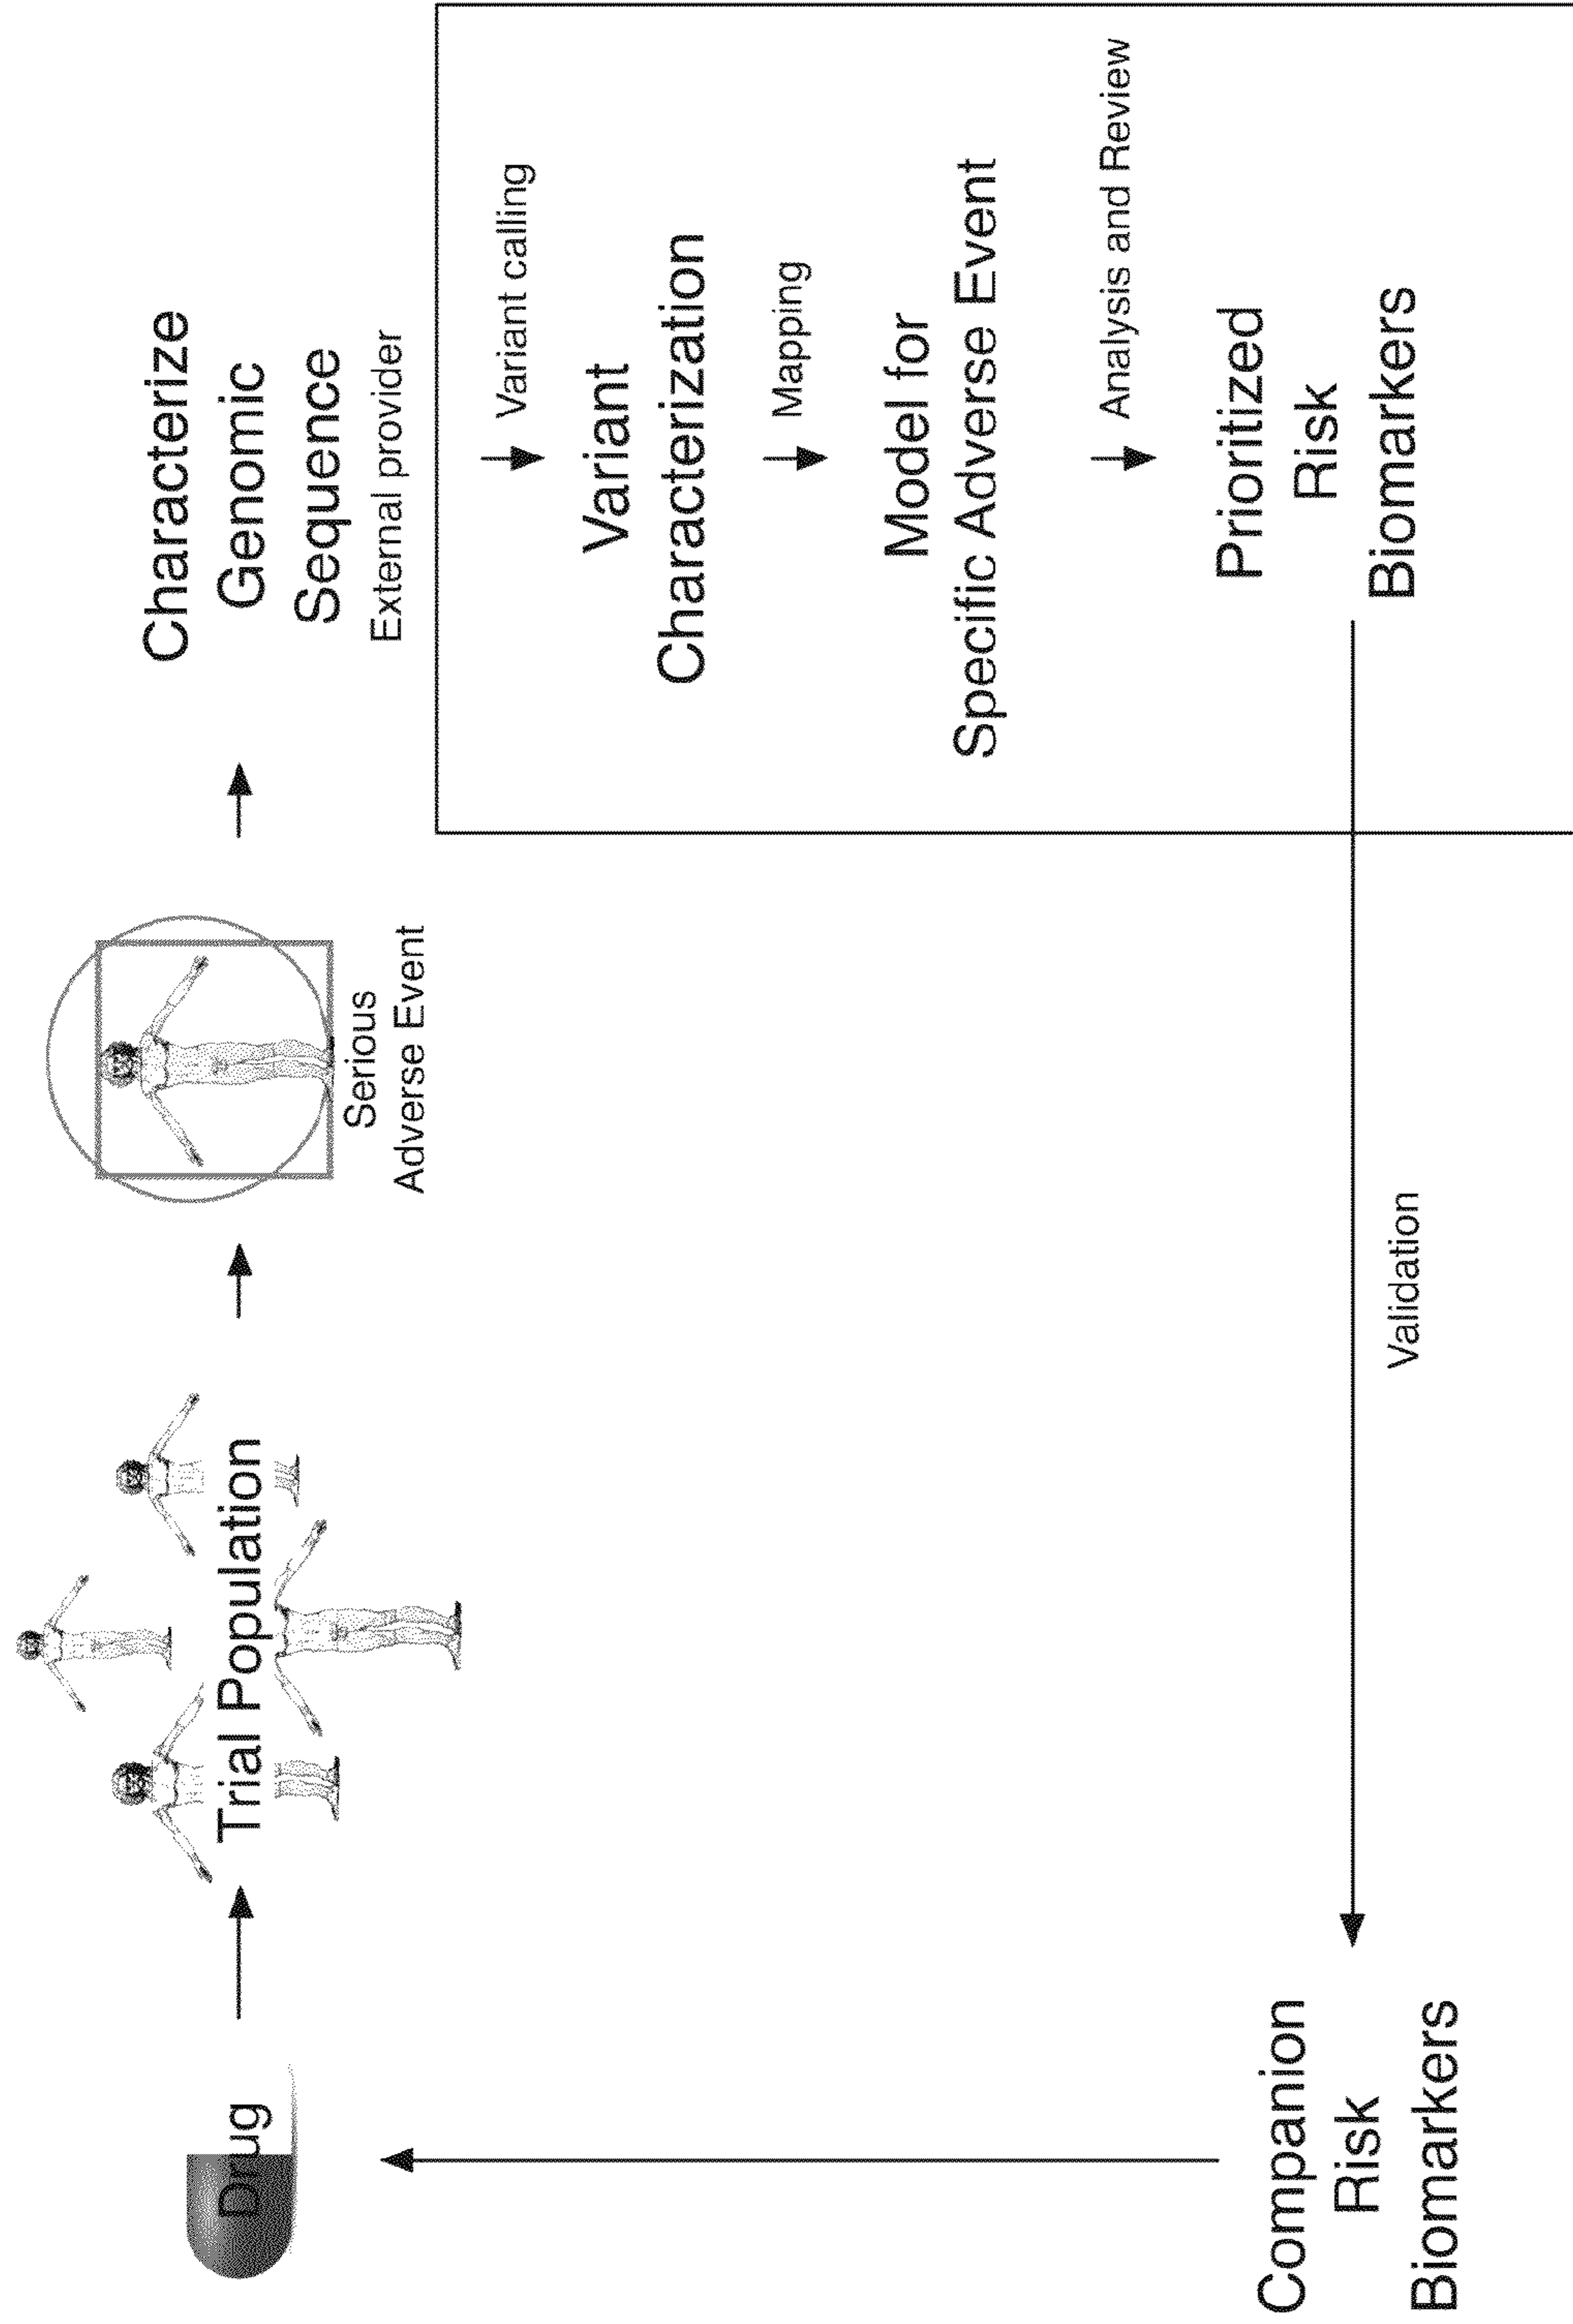 Drug
Trial Population
Serious
Adverse Event
Characterize
Genomic
Sequence
External provider
Variant calling
Variant
Characterization
Mapping
Model for
Specific Adverse Event
Analysis and Review
Prioritized
Risk
Biomarkers
Validation
Companion
Risk
Biomarkers